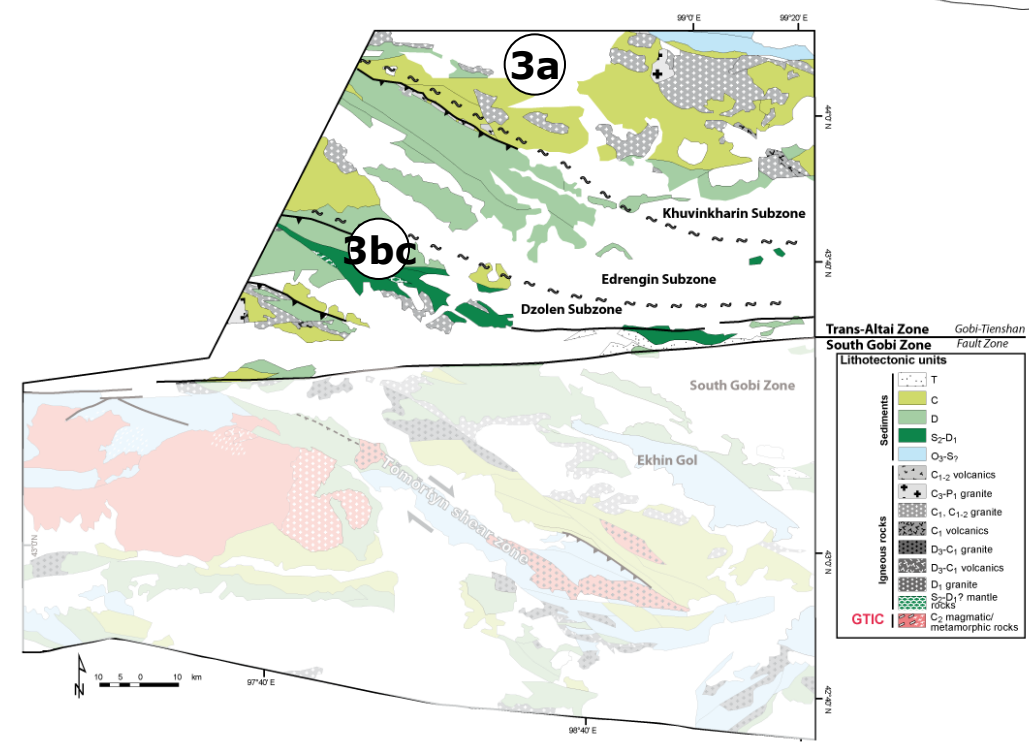 99°0' E
99°20' E
3a
44°0' N
Khuvinkharin Subzone
3bc
43°40' N
Edrengin Subzone
Dzolen Subzone
Trans-Altai Zone
Gobi-Tienshan
South Gobi Zone
Fault Zone
Lithotectonic units
Sediments
T
C
D
S2-D1
O3-S?
Igneous rocks
C1-2 volcanics
C3-P1 granite
C1, C1-2 granite
C1 volcanics
D3-C1 granite
D3-C1 volcanics
D1 granite
S2-D1? mantle
rocks
GTIC
C2 magmatic/
metamorphic rocks
South Gobi Zone
Ekhin Gol
Tomortyn shear zone
43°0'N
43°0' N
N
10 5 0 10 km
97°40' E
98°40' E
42°40' N